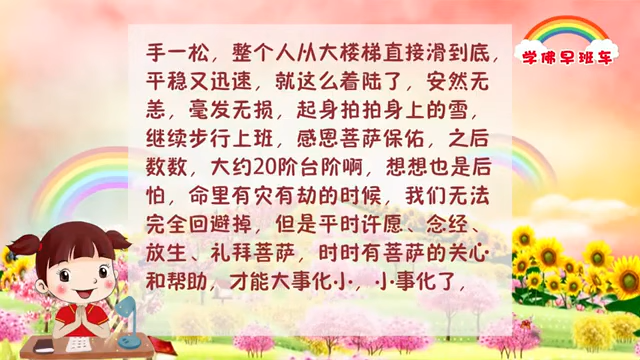 学佛早班车
手一松，整个人从大楼梯直接滑到底，
平稳又迅速，就这么着陆了，安然无
恙，毫发无损，起身拍拍身上的雪，
继续步行上班，感恩菩萨保佑，之后
数数，大约20阶台阶啊，想想也是后
怕，命里有灾有劫的时候，我们无法
完全回避掉，但是平时许愿、念经、
放生、礼拜菩萨，时时有菩萨的关心
和帮助，才能大事化小，小事化了，